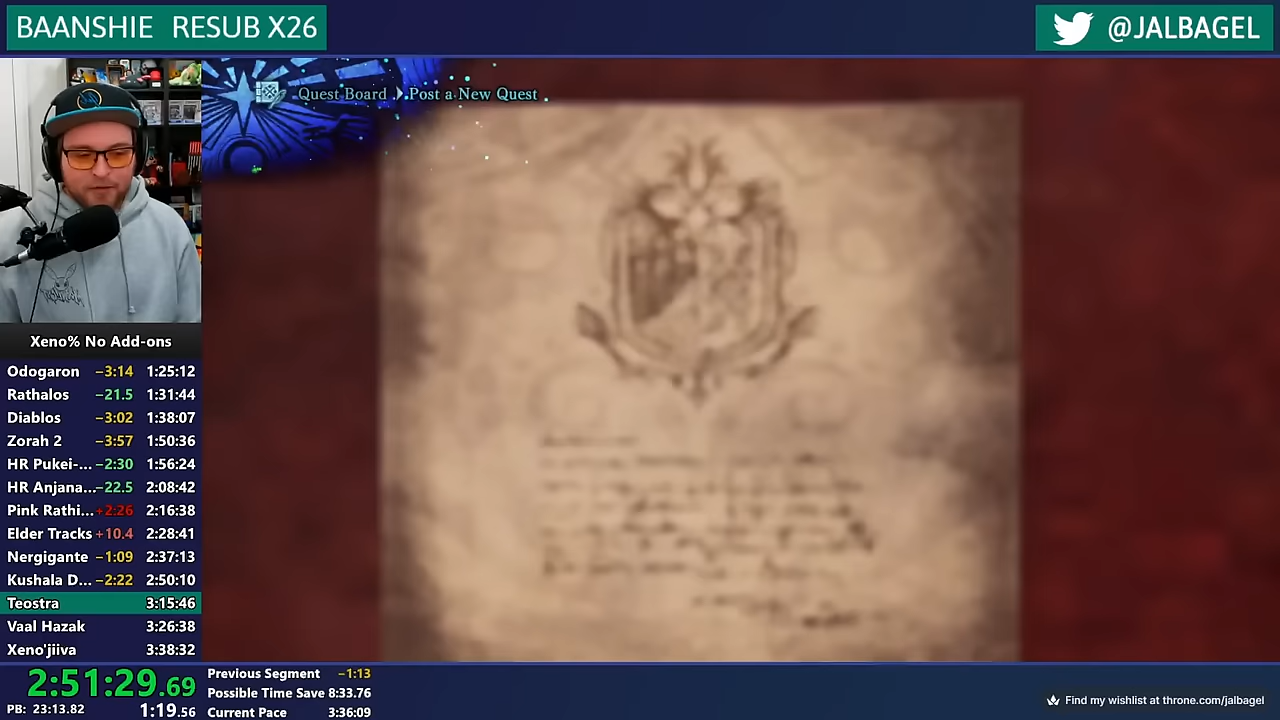 BAANSHIE RESUB X26
@JALBAGEL
Quest Board Post a New Quest
Xeno% No Add-ons
Odogaron −3:14 1:25:12
Rathalos −21.5 1:31:44
Diablos −3:02 1:38:07
Zorah 2 −3:57 1:50:36
HR Pukei-... −2:30 1:56:24
HR Anjana... −22.5 2:08:42
Pink Rathi... +2:26 2:16:38
Elder Tracks +10.4 2:28:41
Nergigante −1:09 2:37:13
Kushala D... −2:22 2:50:10
Teostra 3:15:46
Vaal Hazak 3:26:38
Xeno'jiiva 3:38:32
2:51:29.69
PB: 23:13.82 1:19.56
Previous Segment −1:13
Possible Time Save 8:33.76
Current Pace 3:36:09
Find my wishlist at throne.com/jalbagel